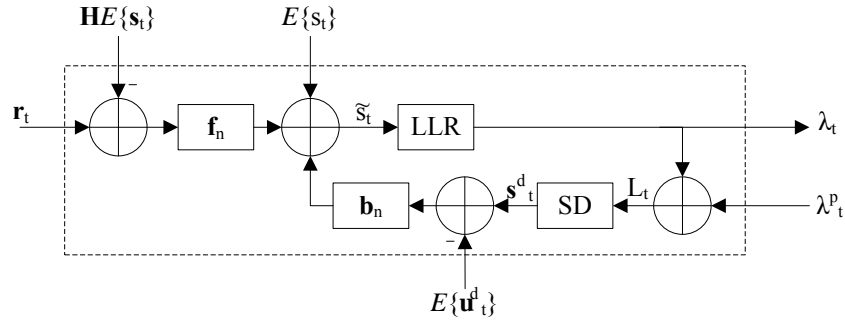 HE{s_t}
E{s_t}
−
r_t
f_n
s̃_t
LLR
λ_t
b_n
s^d_t
SD
L_t
λ^p_t
−
E{u^d_t}